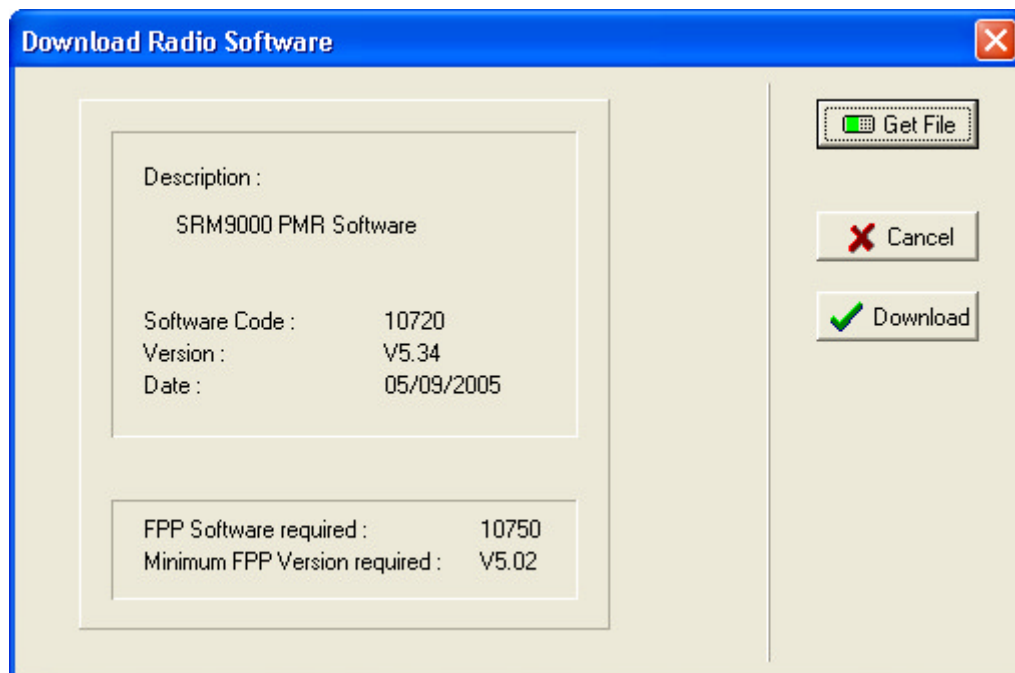 Download Radio Software
Description :
SRM9000 PMR Software
Software Code : 10720
Version : V5.34
Date : 05/09/2005
FPP Software required : 10750
Minimum FPP Version required : V5.02
Get File
Cancel
Download